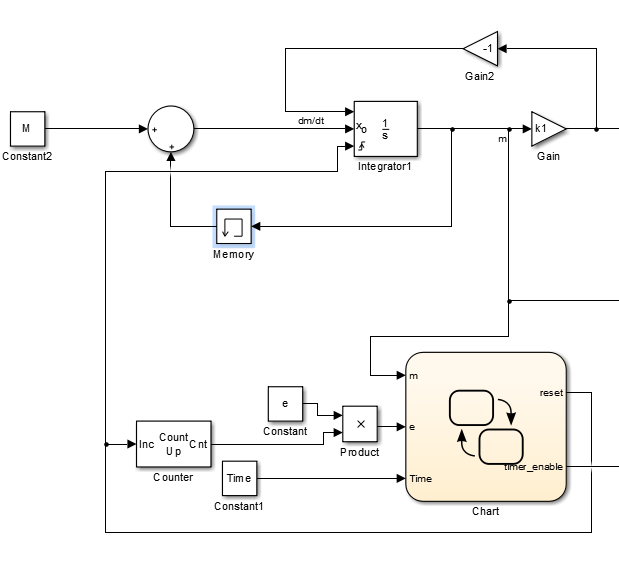 -1
Gain2
M
Constant2
+
+
dm/dt
xo
1
s
Integrator1
m
k1
Gain
Memory
m
e
Time
reset
timer_enable
Chart
e
Constant
×
Product
Inc
Count
Up
Cnt
Counter
Time
Constant1